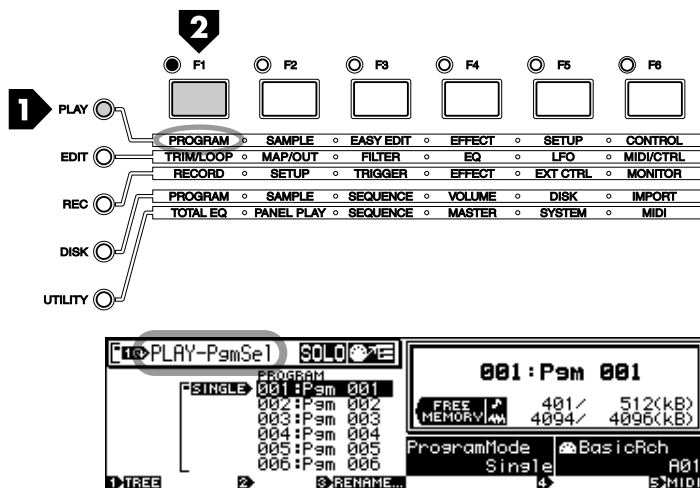 2
F1 F2 F3 F4 F5 F6
1 PLAY
PROGRAM SAMPLE EASY EDIT EFFECT SETUP CONTROL
EDIT
TRIM/LOOP MAP/OUT FILTER EQ LFO MIDI/CTRL
RECORD SETUP TRIGGER EFFECT EXT CTRL MONITOR
REC
PROGRAM SAMPLE SEQUENCE VOLUME DISK IMPORT
TOTAL EQ PANEL PLAY SEQUENCE MASTER SYSTEM MIDI
DISK
UTILITY
PLAY-PgmSel SOLO
PROGRAM
SINGLE 001:Pgm 001
002:Pgm 002
003:Pgm 003
004:Pgm 004
005:Pgm 005
006:Pgm 006
1 TREE 2 3 RENAME...
001:Pgm 001
FREE MEMORY 401/ 512(kB)
4094/ 4096(kB)
ProgramMode BasicRch
Single A01
4 5 MIDI